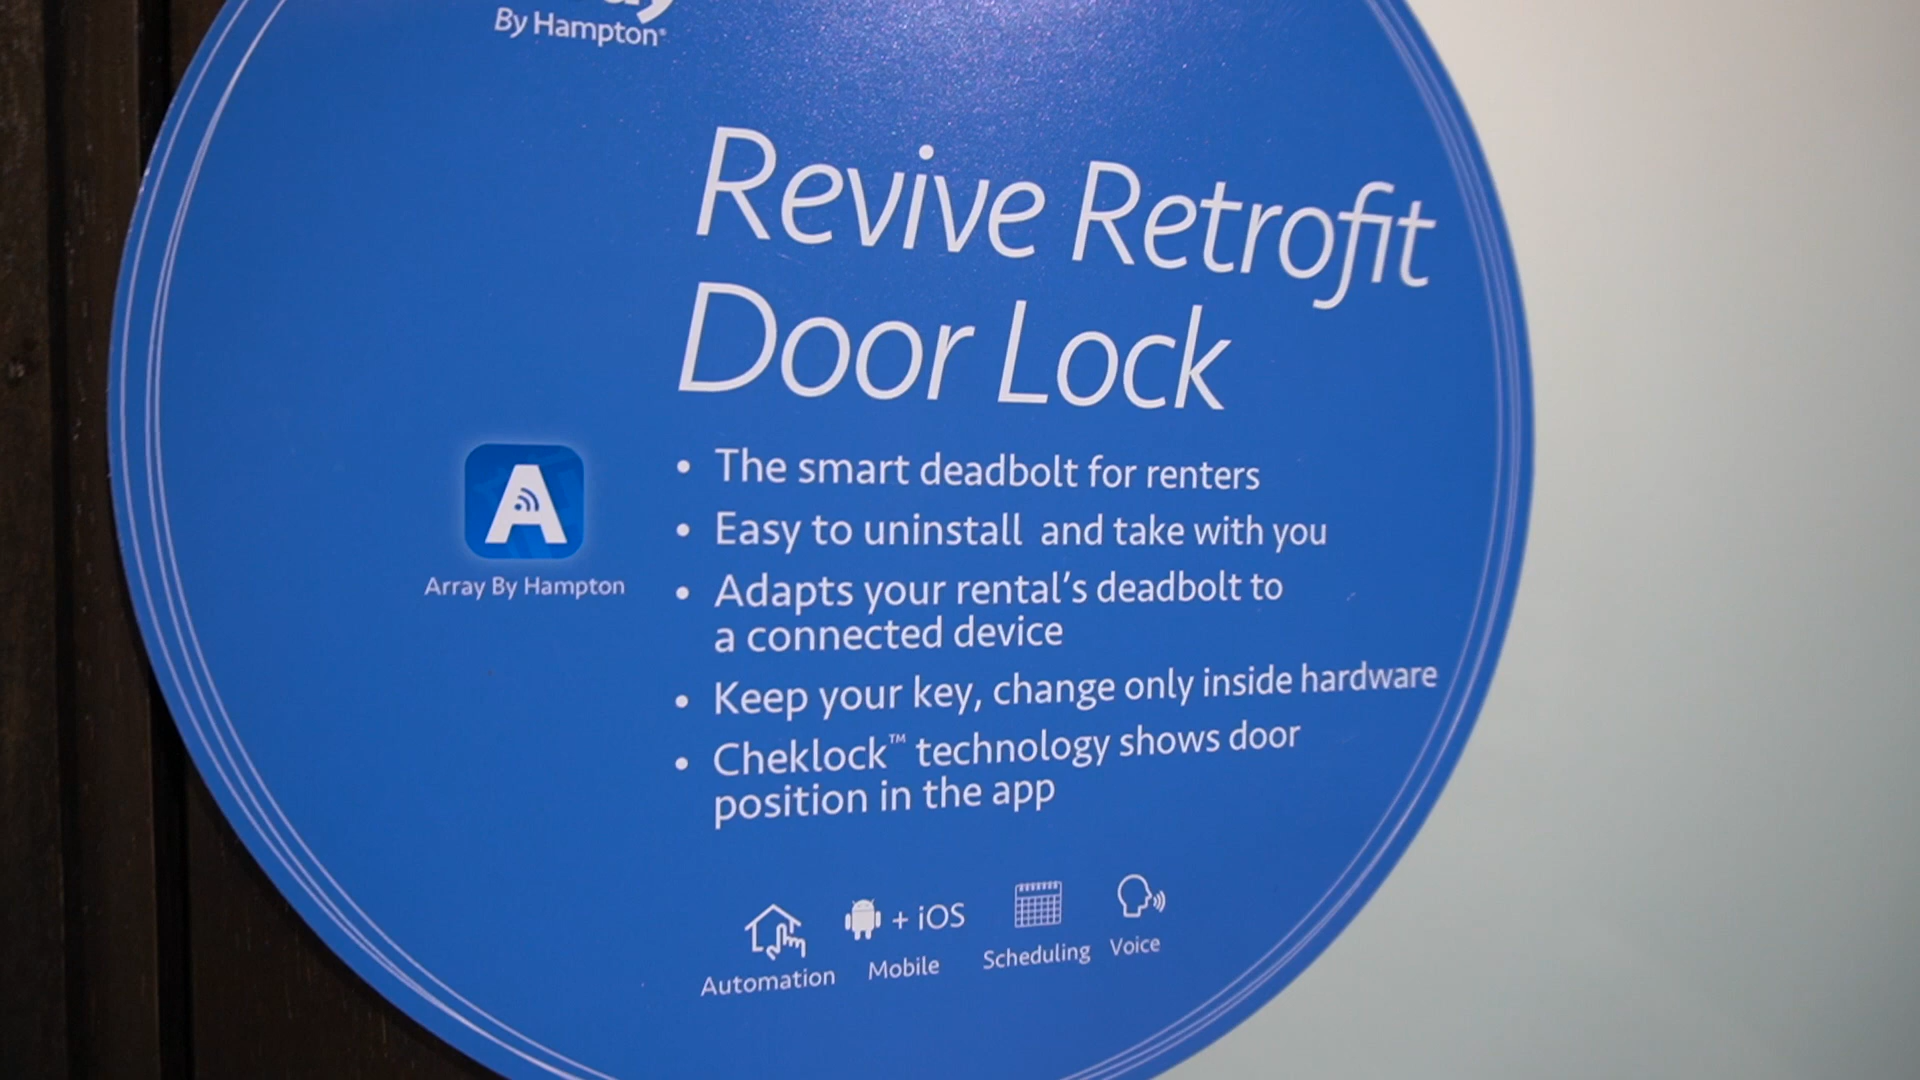 By Hampton®
Revive Retrofit
Door Lock
• The smart deadbolt for renters
• Easy to uninstall and take with you
• Adapts your rental's deadbolt to
a connected device
• Keep your key, change only inside hardware
• Cheklock™ technology shows door
position in the app
A
Array By Hampton
+ iOS
Automation
Mobile
Scheduling
Voice